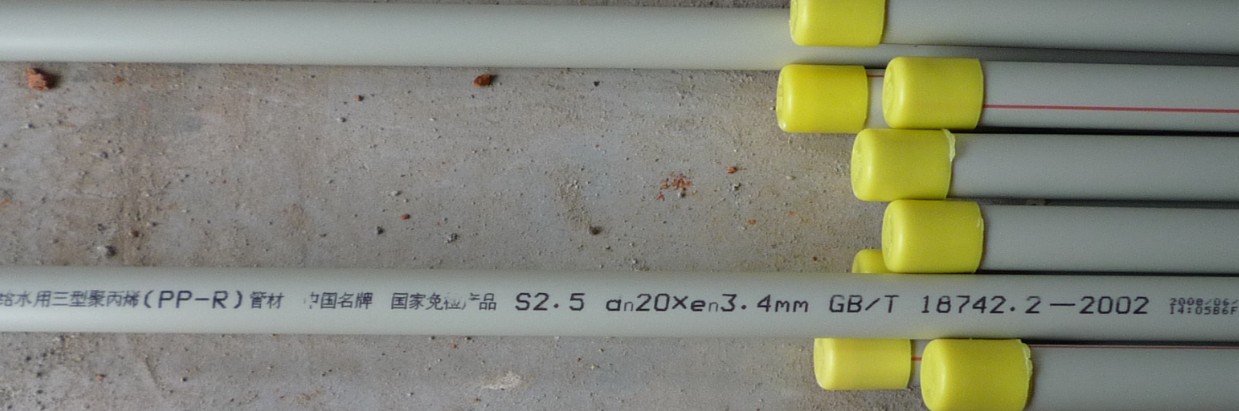 给水用三型聚丙烯(PP-R)管材 中国名牌 国家免检产品 S2.5 dn20×en3.4mm GB/T 18742.2—2002